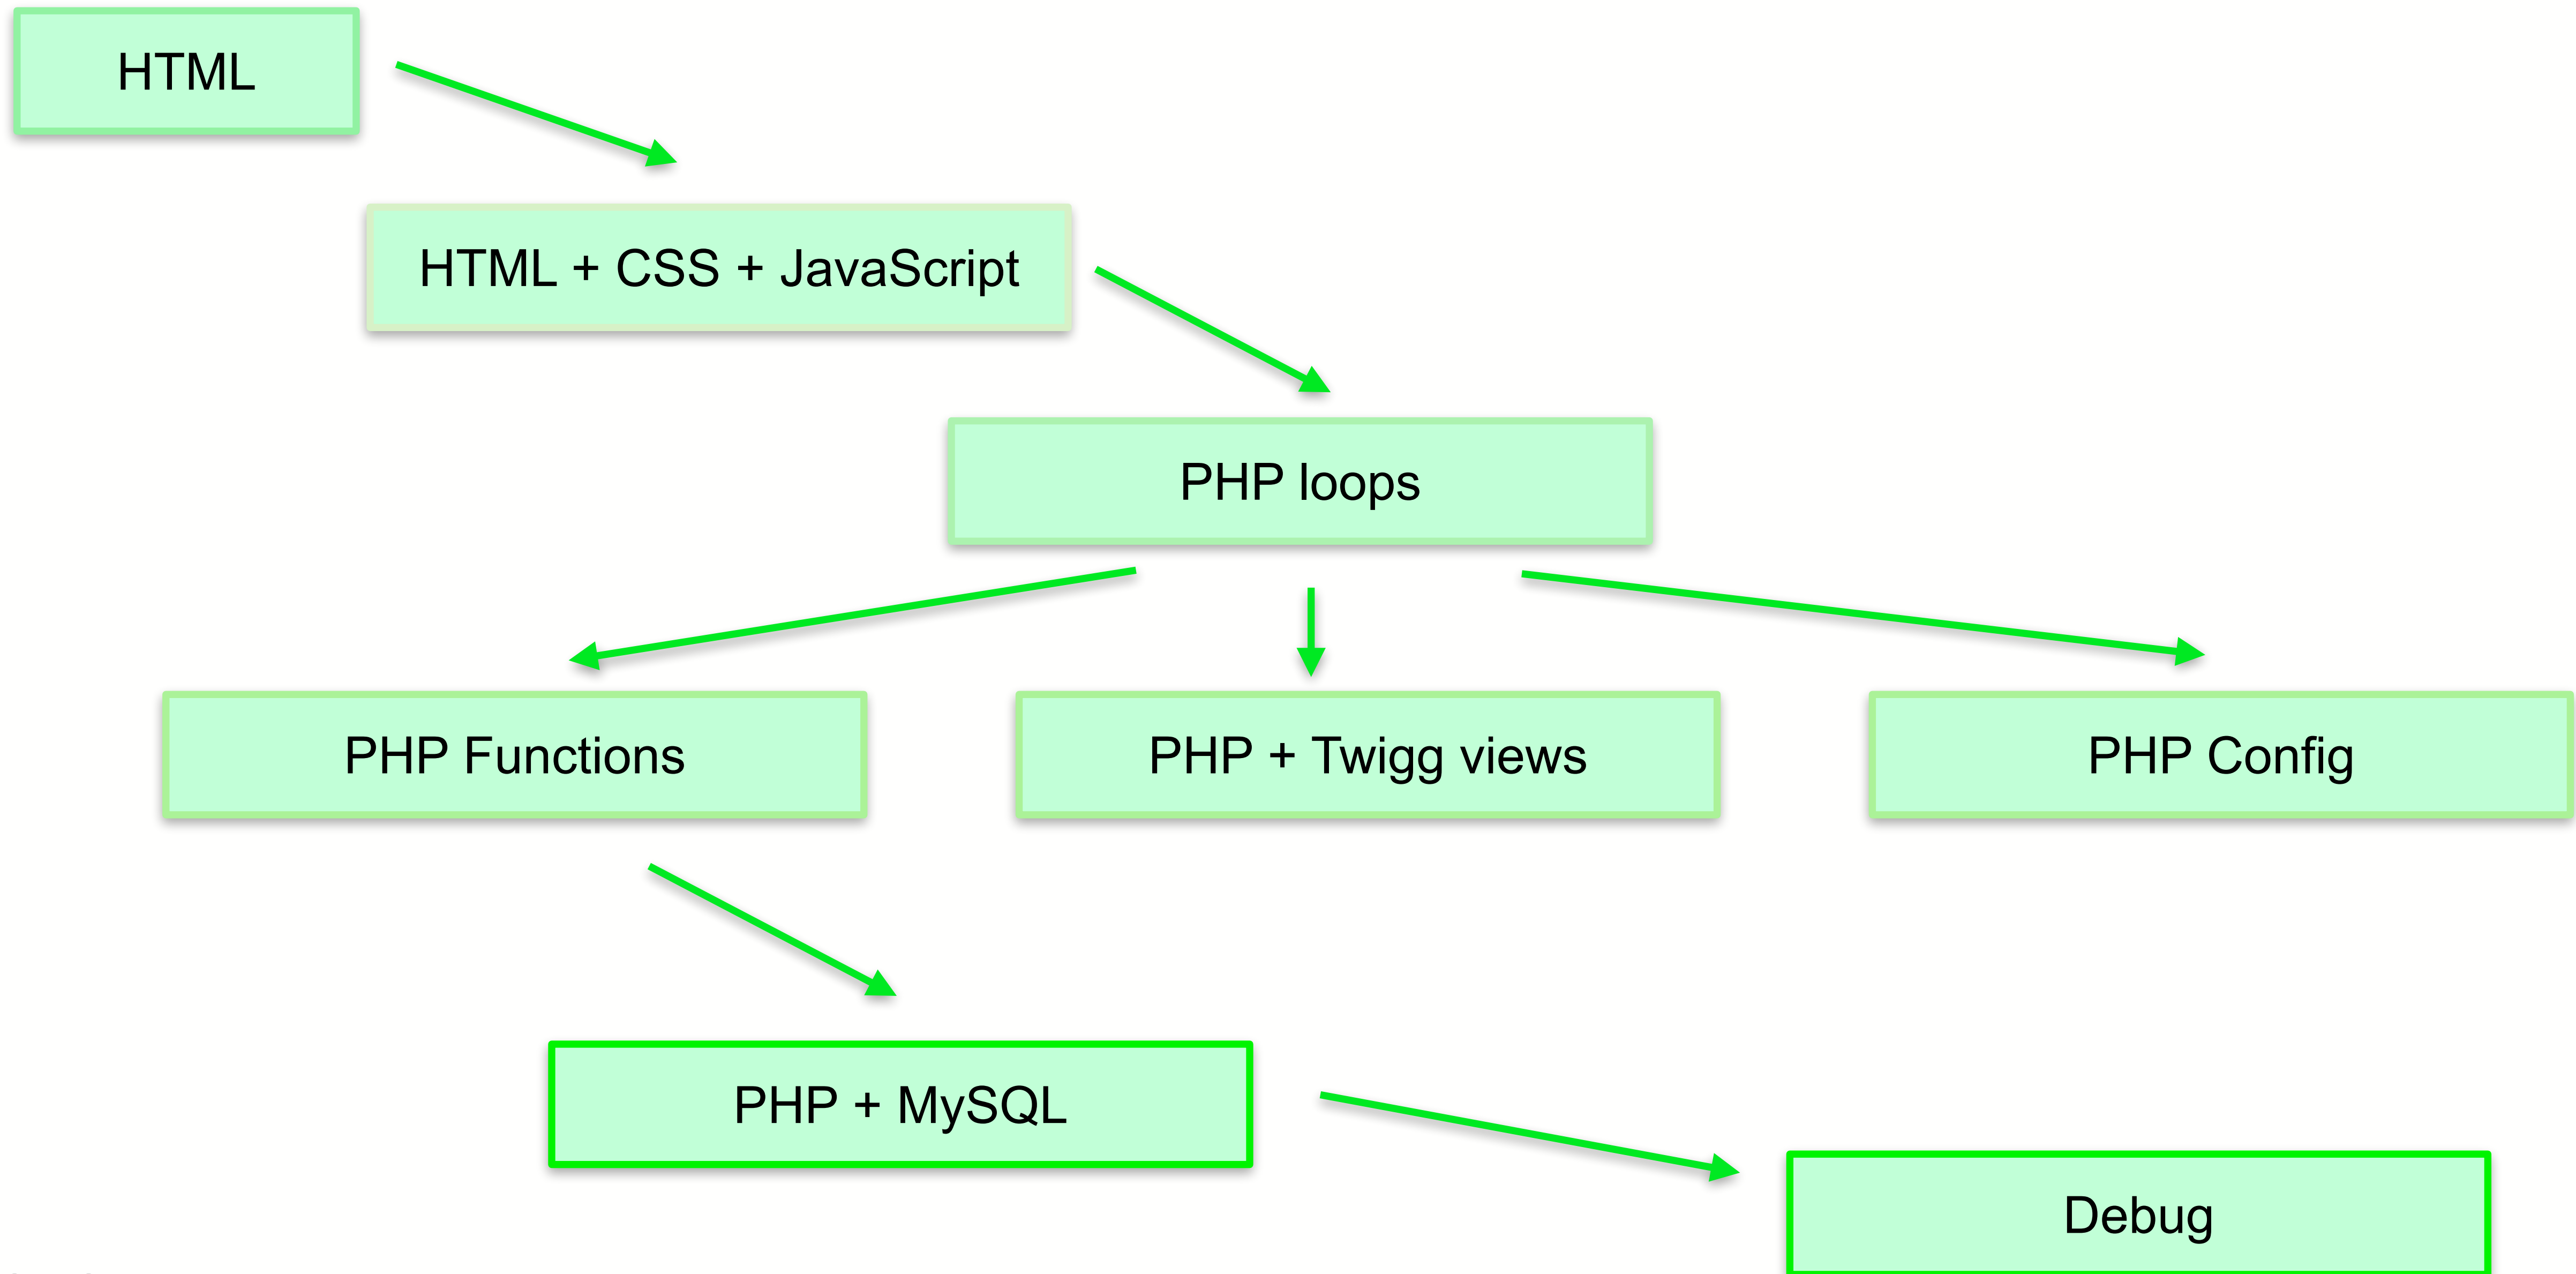 HTML
HTML + CSS + JavaScript
PHP loops
PHP Functions
PHP + Twigg views
PHP Config
PHP + MySQL
Debug